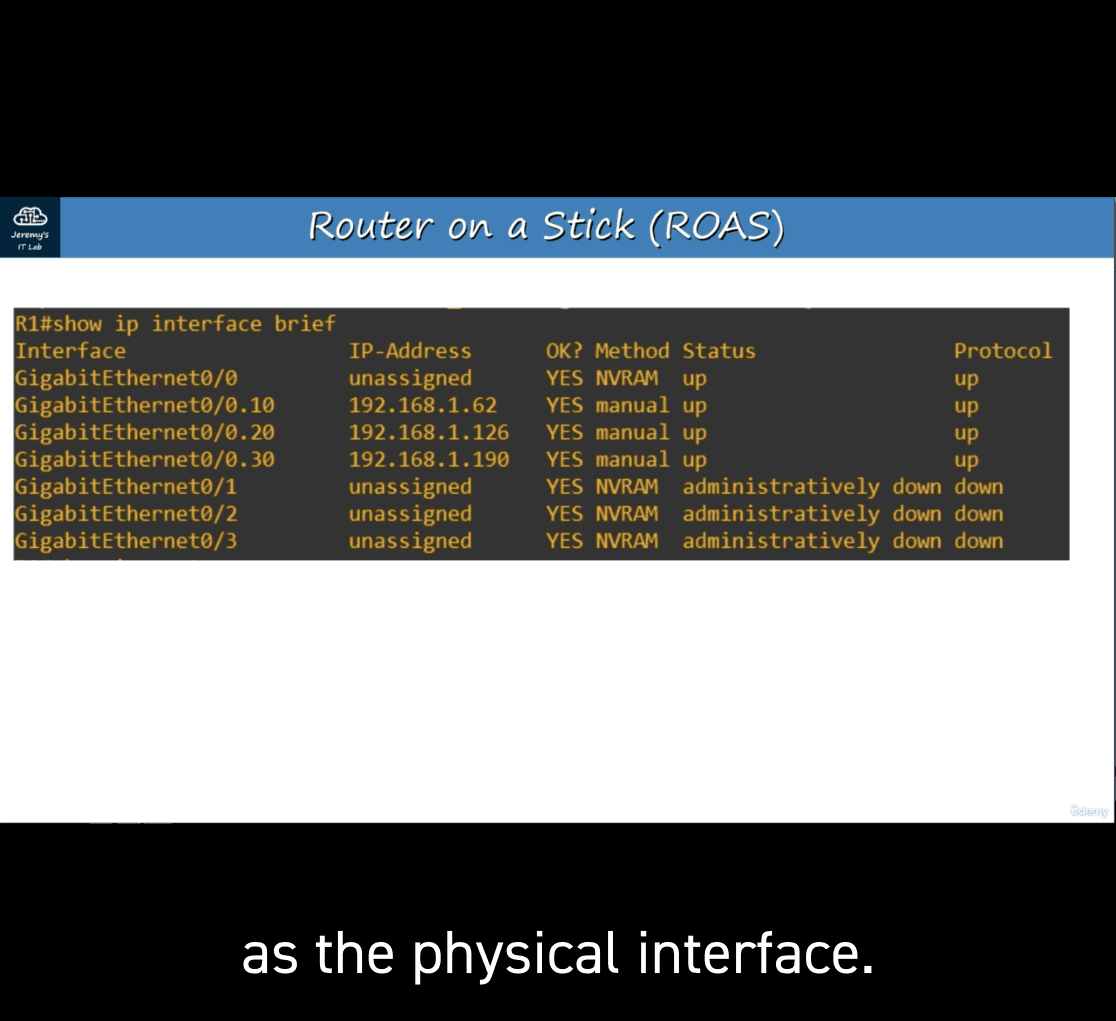 Jeremy's
IT Lab
Router on a Stick (ROAS)
R1#show ip interface brief
Interface IP-Address OK? Method Status Protocol
GigabitEthernet0/0 unassigned YES NVRAM up up
GigabitEthernet0/0.10 192.168.1.62 YES manual up up
GigabitEthernet0/0.20 192.168.1.126 YES manual up up
GigabitEthernet0/0.30 192.168.1.190 YES manual up up
GigabitEthernet0/1 unassigned YES NVRAM administratively down down
GigabitEthernet0/2 unassigned YES NVRAM administratively down down
GigabitEthernet0/3 unassigned YES NVRAM administratively down down
ûdemy
as the physical interface.